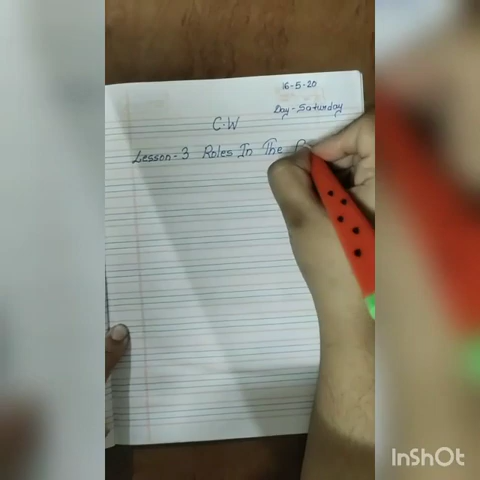 16-5-20
Day - Saturday
C.W
Lesson - 3 Roles In The
InShOt